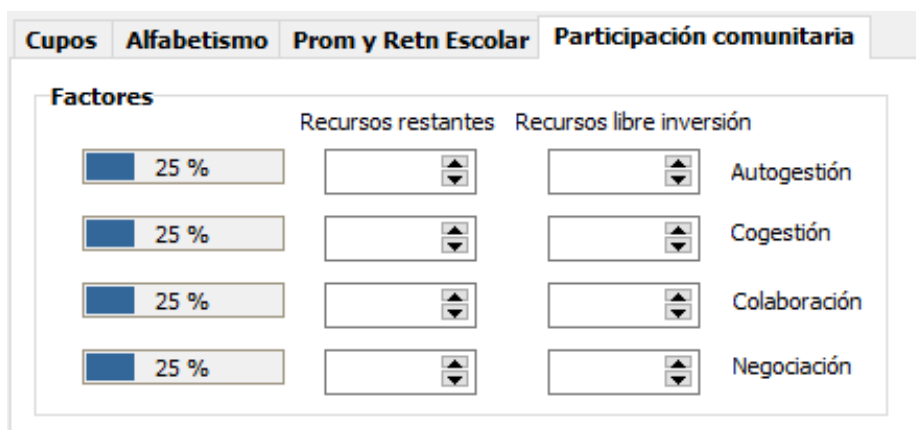 Cupos Alfabetismo Prom y Retn Escolar Participación comunitaria
Factores
Recursos restantes Recursos libre inversión
25 % Autogestión
25 % Cogestión
25 % Colaboración
25 % Negociación